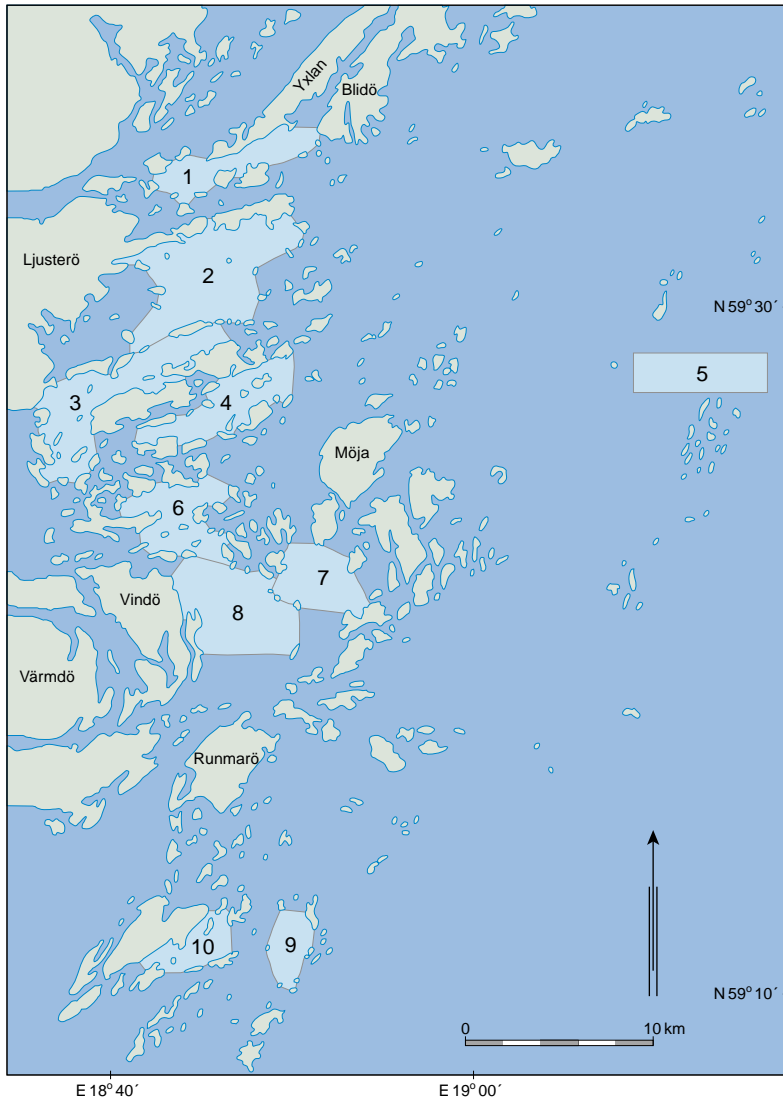 Yxlan
Blidö
1
Ljusterö
2
N 59° 30´
5
3
4
Möja
6
7
Vindö
8
Värmdö
Runmarö
10
9
N 59° 10´
0
10 km
E 18° 40´
E 19° 00´